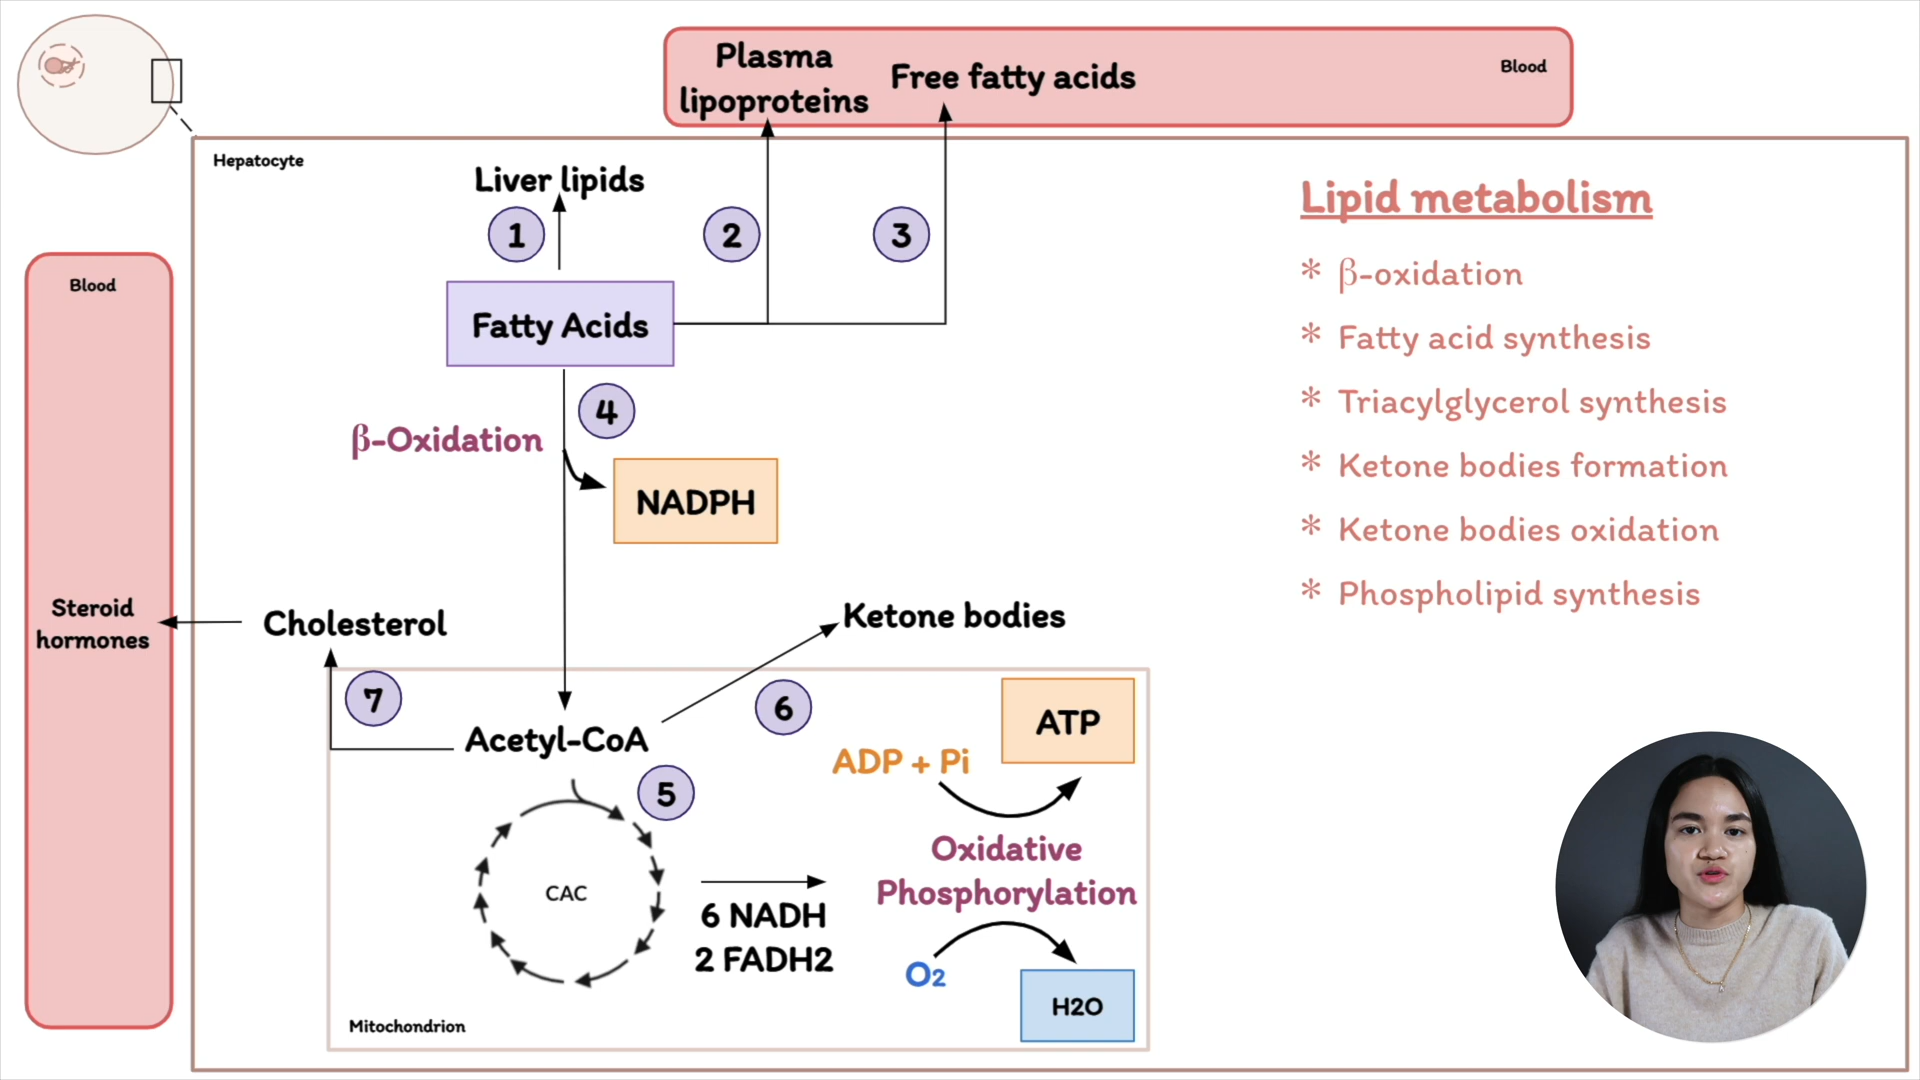 Plasma
lipoproteins
Free fatty acids
Blood
Hepatocyte
Liver lipids
1
2
3
Lipid metabolism
* β-oxidation
* Fatty acid synthesis
* Triacylglycerol synthesis
* Ketone bodies formation
* Ketone bodies oxidation
* Phospholipid synthesis
Blood
Fatty Acids
4
β-Oxidation
NADPH
Steroid
hormones
Cholesterol
Ketone bodies
7
6
Acetyl-CoA
5
ATP
ADP + Pi
CAC
Oxidative
Phosphorylation
6 NADH
2 FADH2
O2
H2O
Mitochondrion